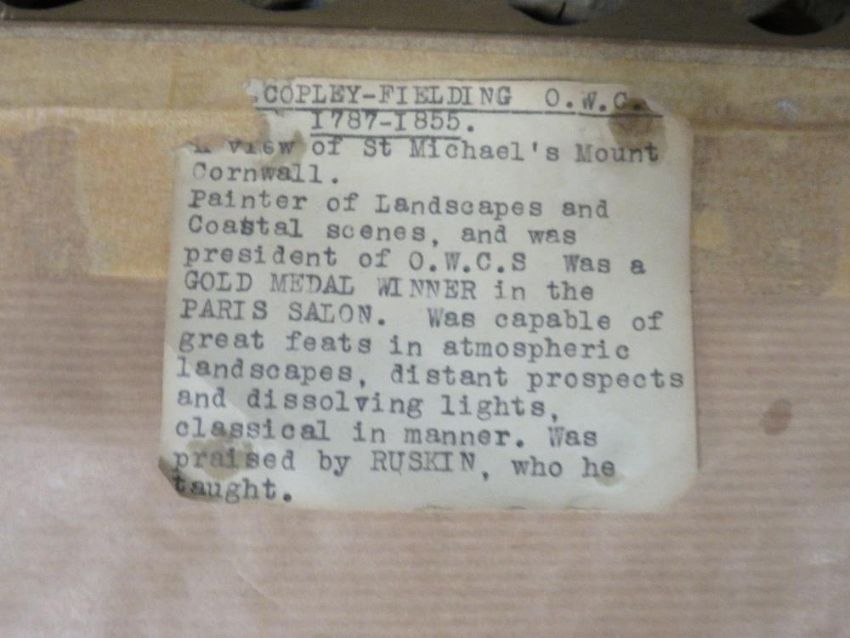 COPLEY-FIELDING O.W.C.
1787-1855.
A view of St Michael's Mount
Cornwall.
Painter of Landscapes and
Coastal scenes, and was
president of O.W.C.S Was a
GOLD MEDAL WINNER in the
PARIS SALON. Was capable of
great feats in atmospheric
landscapes, distant prospects
and dissolving lights,
classical in manner. Was
praised by RUSKIN, who he
taught.